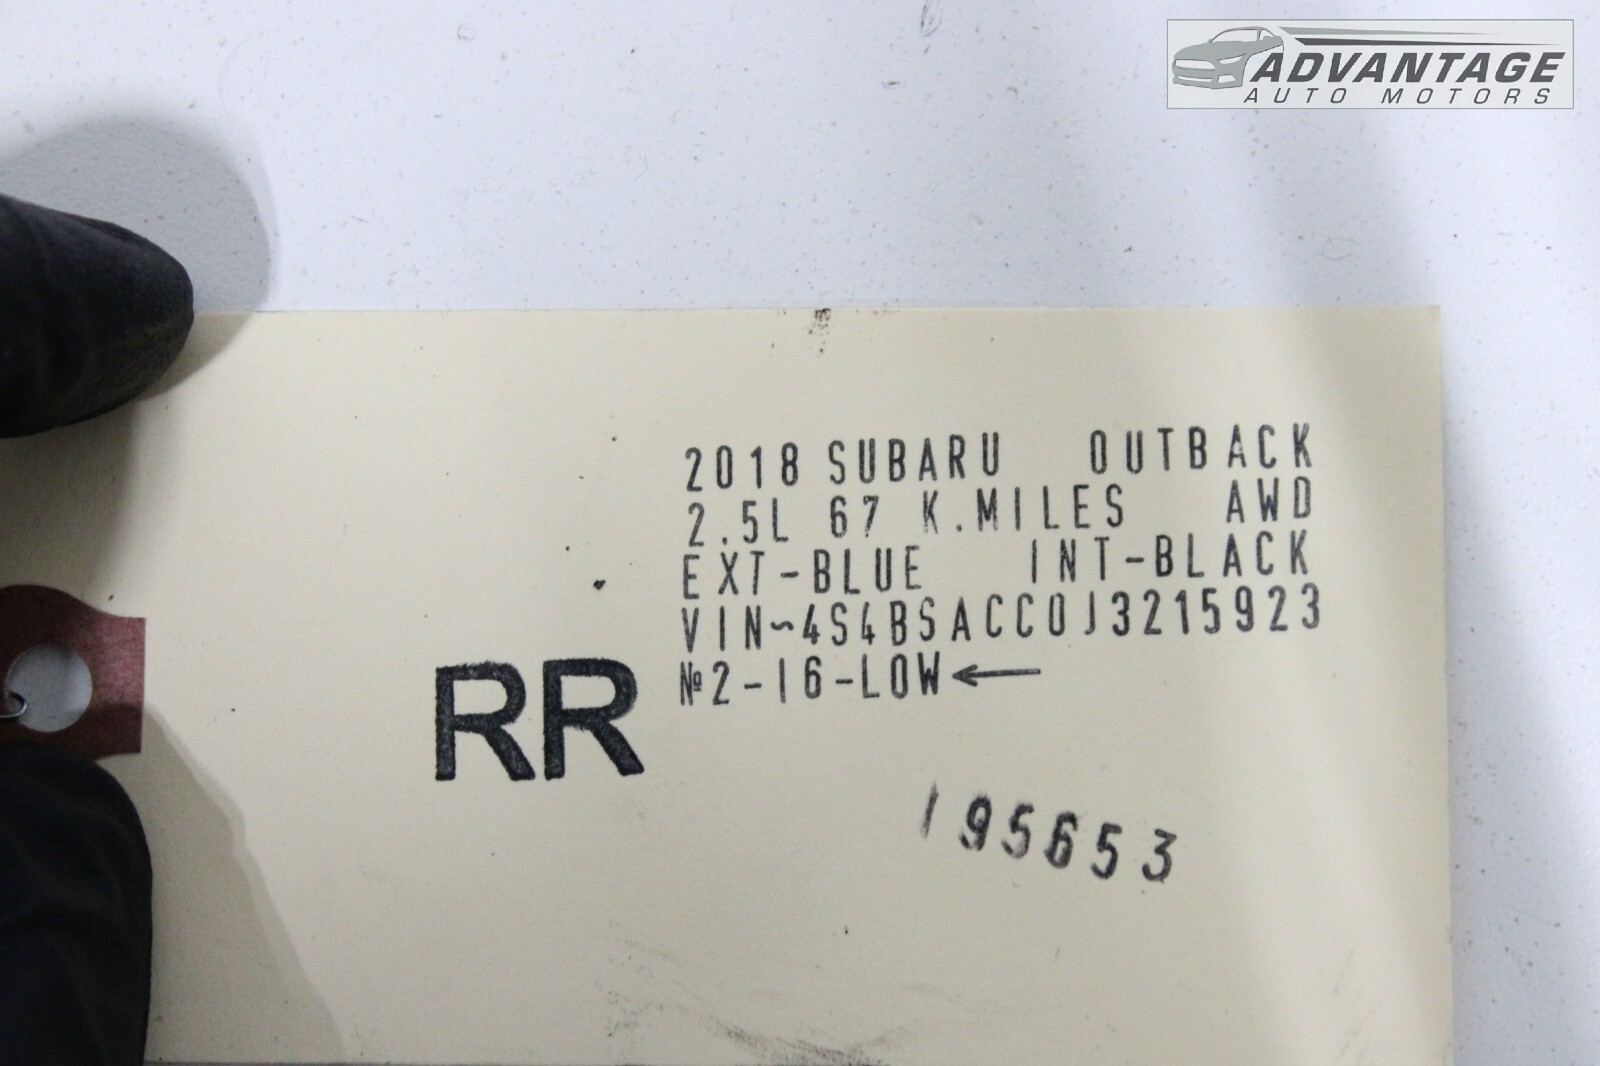 ADVANTAGE
AUTO MOTORS
2018 SUBARU OUTBACK
2.5L 67 K.MILES AWD
EXT-BLUE INT-BLACK
VIN~4S4BSACC0J3215923
№2-16-LOW←
RR
195653